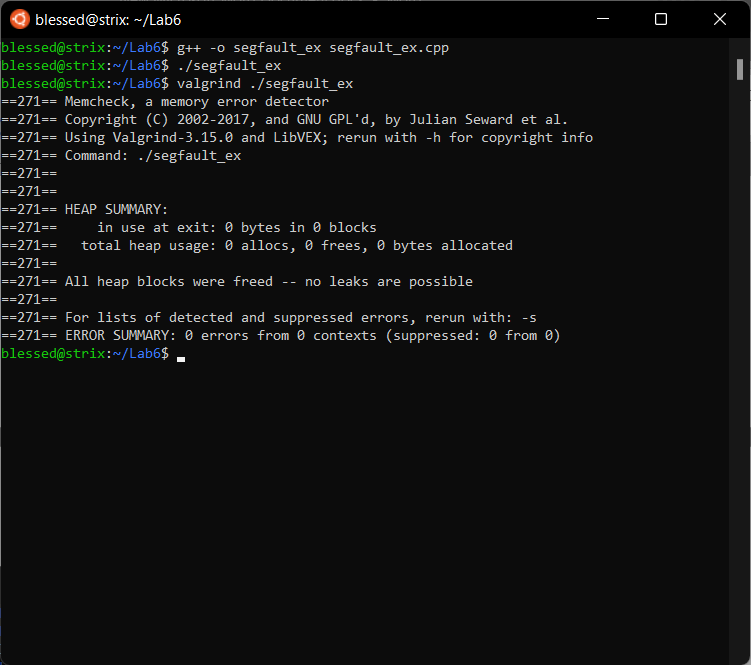 blessed@strix: ~/Lab6
blessed@strix:~/Lab6$ g++ -o segfault_ex segfault_ex.cpp
blessed@strix:~/Lab6$ ./segfault_ex
blessed@strix:~/Lab6$ valgrind ./segfault_ex
==271== Memcheck, a memory error detector
==271== Copyright (C) 2002-2017, and GNU GPL'd, by Julian Seward et al.
==271== Using Valgrind-3.15.0 and LibVEX; rerun with -h for copyright info
==271== Command: ./segfault_ex
==271==
==271==
==271== HEAP SUMMARY:
==271==     in use at exit: 0 bytes in 0 blocks
==271==   total heap usage: 0 allocs, 0 frees, 0 bytes allocated
==271==
==271== All heap blocks were freed -- no leaks are possible
==271==
==271== For lists of detected and suppressed errors, rerun with: -s
==271== ERROR SUMMARY: 0 errors from 0 contexts (suppressed: 0 from 0)
blessed@strix:~/Lab6$